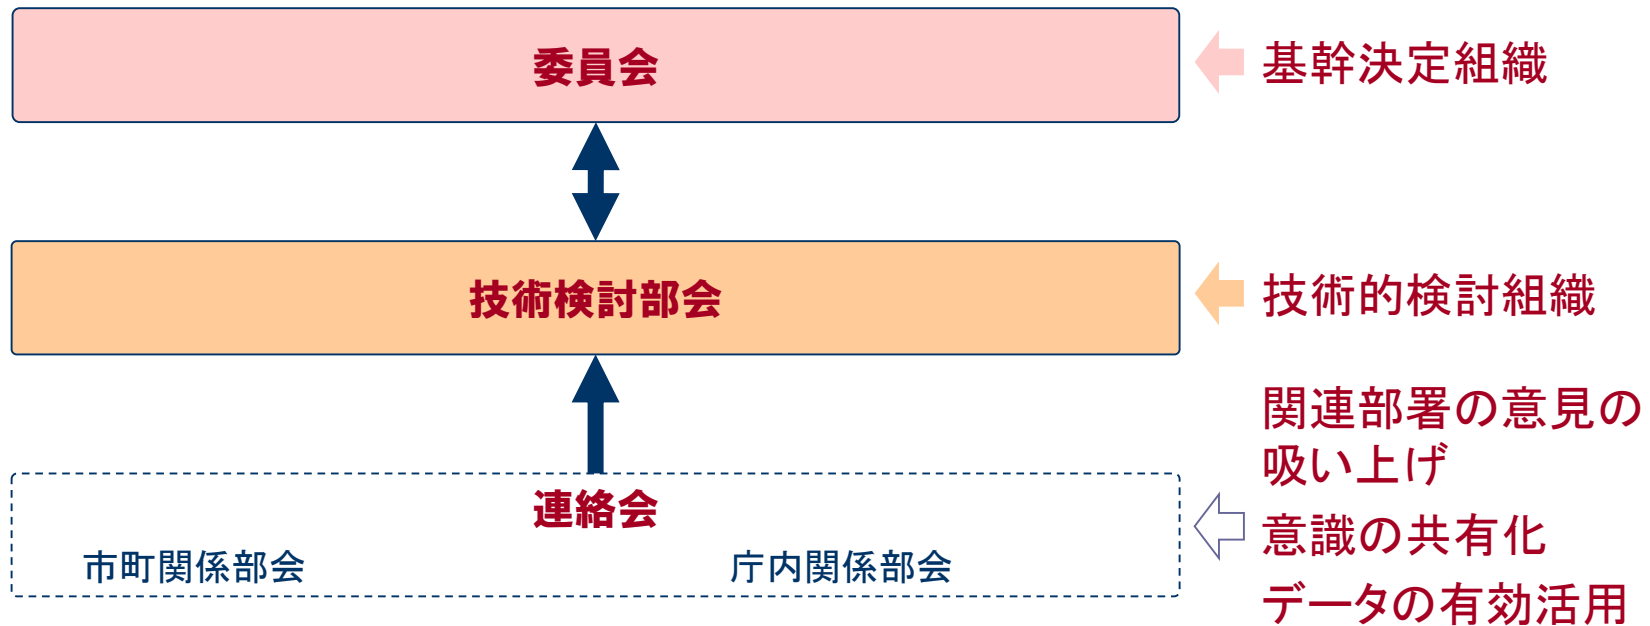 委員会
基幹決定組織
技術検討部会
技術的検討組織
連絡会
市町関係部会
庁内関係部会
関連部署の意見の
吸い上げ
意識の共有化
データの有効活用